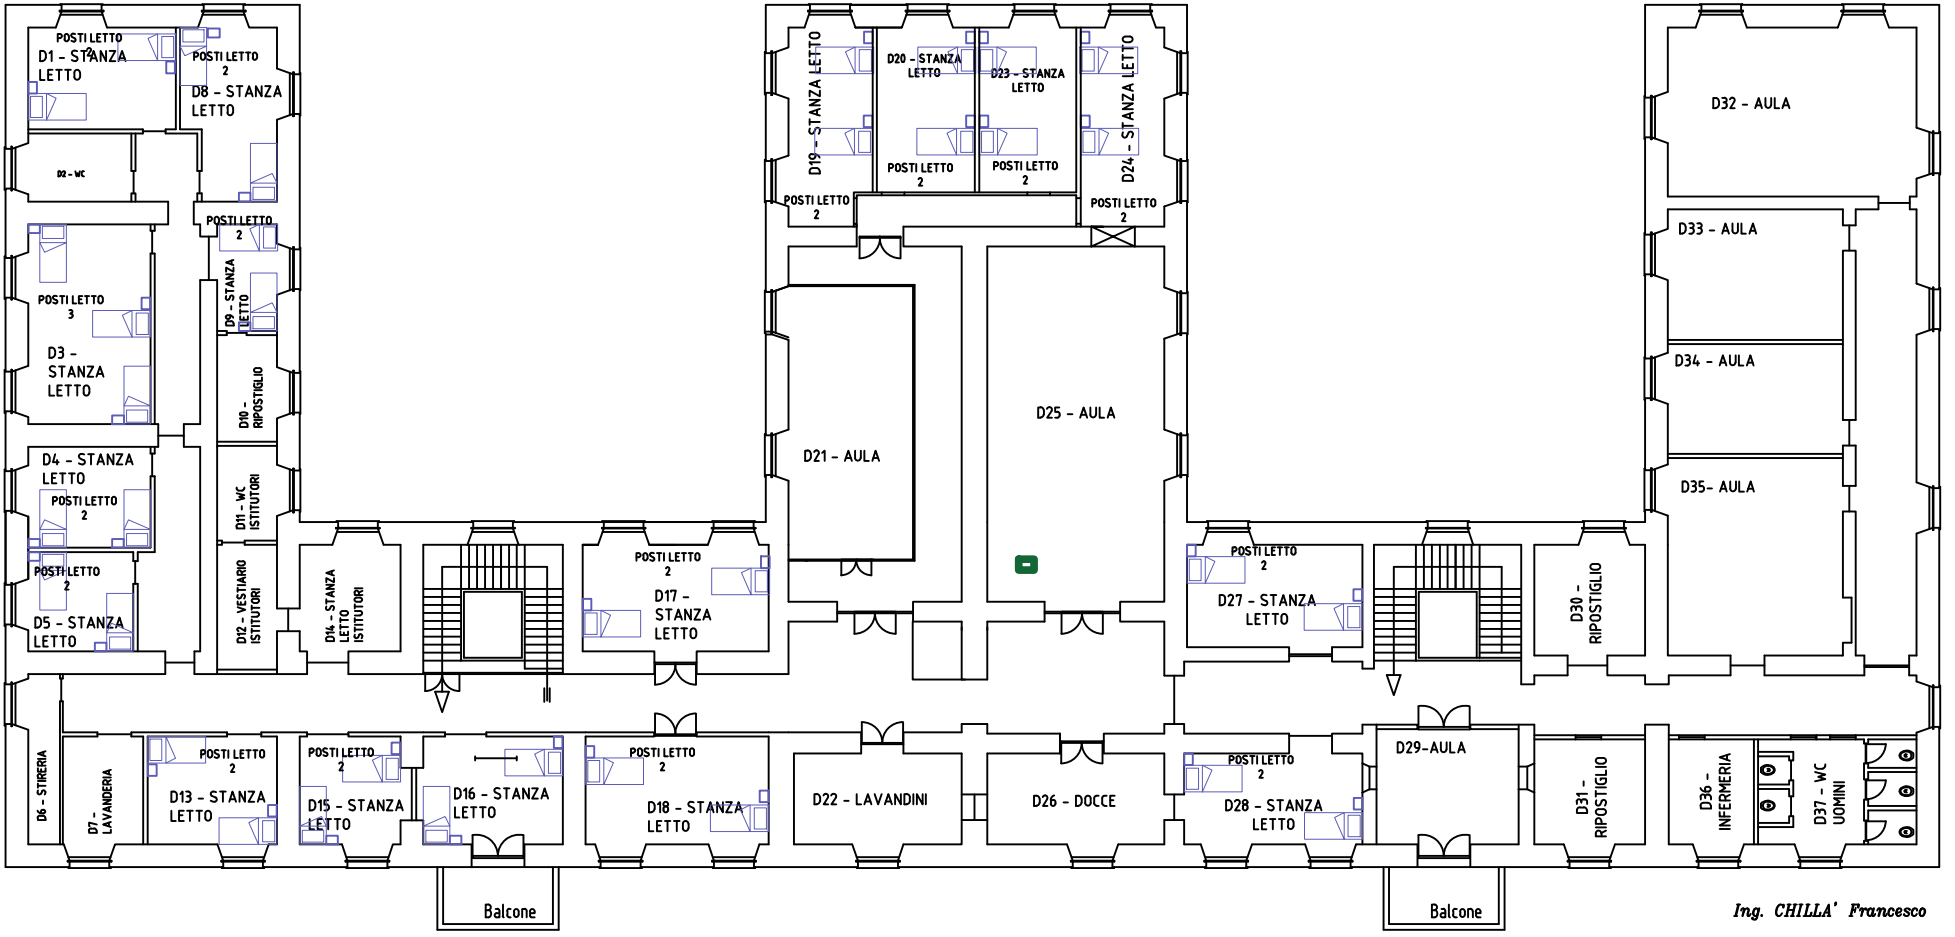 POSTI LETTO
2
D1 - STANZA
LETTO
POSTI LETTO
2
D8 - STANZA
LETTO
D2 - WC
POSTI LETTO
2
D9 - STANZA
LETTO
POSTI LETTO
3
D3 -
STANZA
LETTO
D10 -
RIPOSTIGLIO
D4 - STANZA
LETTO
POSTI LETTO
2
D11 - WC
ISTITUTORI
POSTI LETTO
2
D5 - STANZA
LETTO
D12 - VESTIARIO
ISTITUTORI
D14 - STANZA
LETTO
ISTITUTORI
POSTI LETTO
2
D17 -
STANZA
LETTO
D6 - STIRERIA
D7 -
LAVANDERIA
POSTI LETTO
2
D13 - STANZA
LETTO
POSTI LETTO
2
D15 - STANZA
LETTO
D16 - STANZA
LETTO
POSTI LETTO
2
D18 - STANZA
LETTO
Balcone
D19 - STANZA LETTO
POSTI LETTO
2
D20 - STANZA
LETTO
POSTI LETTO
2
D23 - STANZA
LETTO
POSTI LETTO
2
D24 - STANZA LETTO
POSTI LETTO
2
D21 - AULA
D25 - AULA
D22 - LAVANDINI
D26 - DOCCE
POSTI LETTO
2
D27 - STANZA
LETTO
POSTI LETTO
2
D28 - STANZA
LETTO
D29-AULA
Balcone
D30 -
RIPOSTIGLIO
D31 -
RIPOSTIGLIO
D32 - AULA
D33 - AULA
D34 - AULA
D35- AULA
D36 -
INFERMERIA
D37 - WC
UOMINI
Ing. CHILLA' Francesco